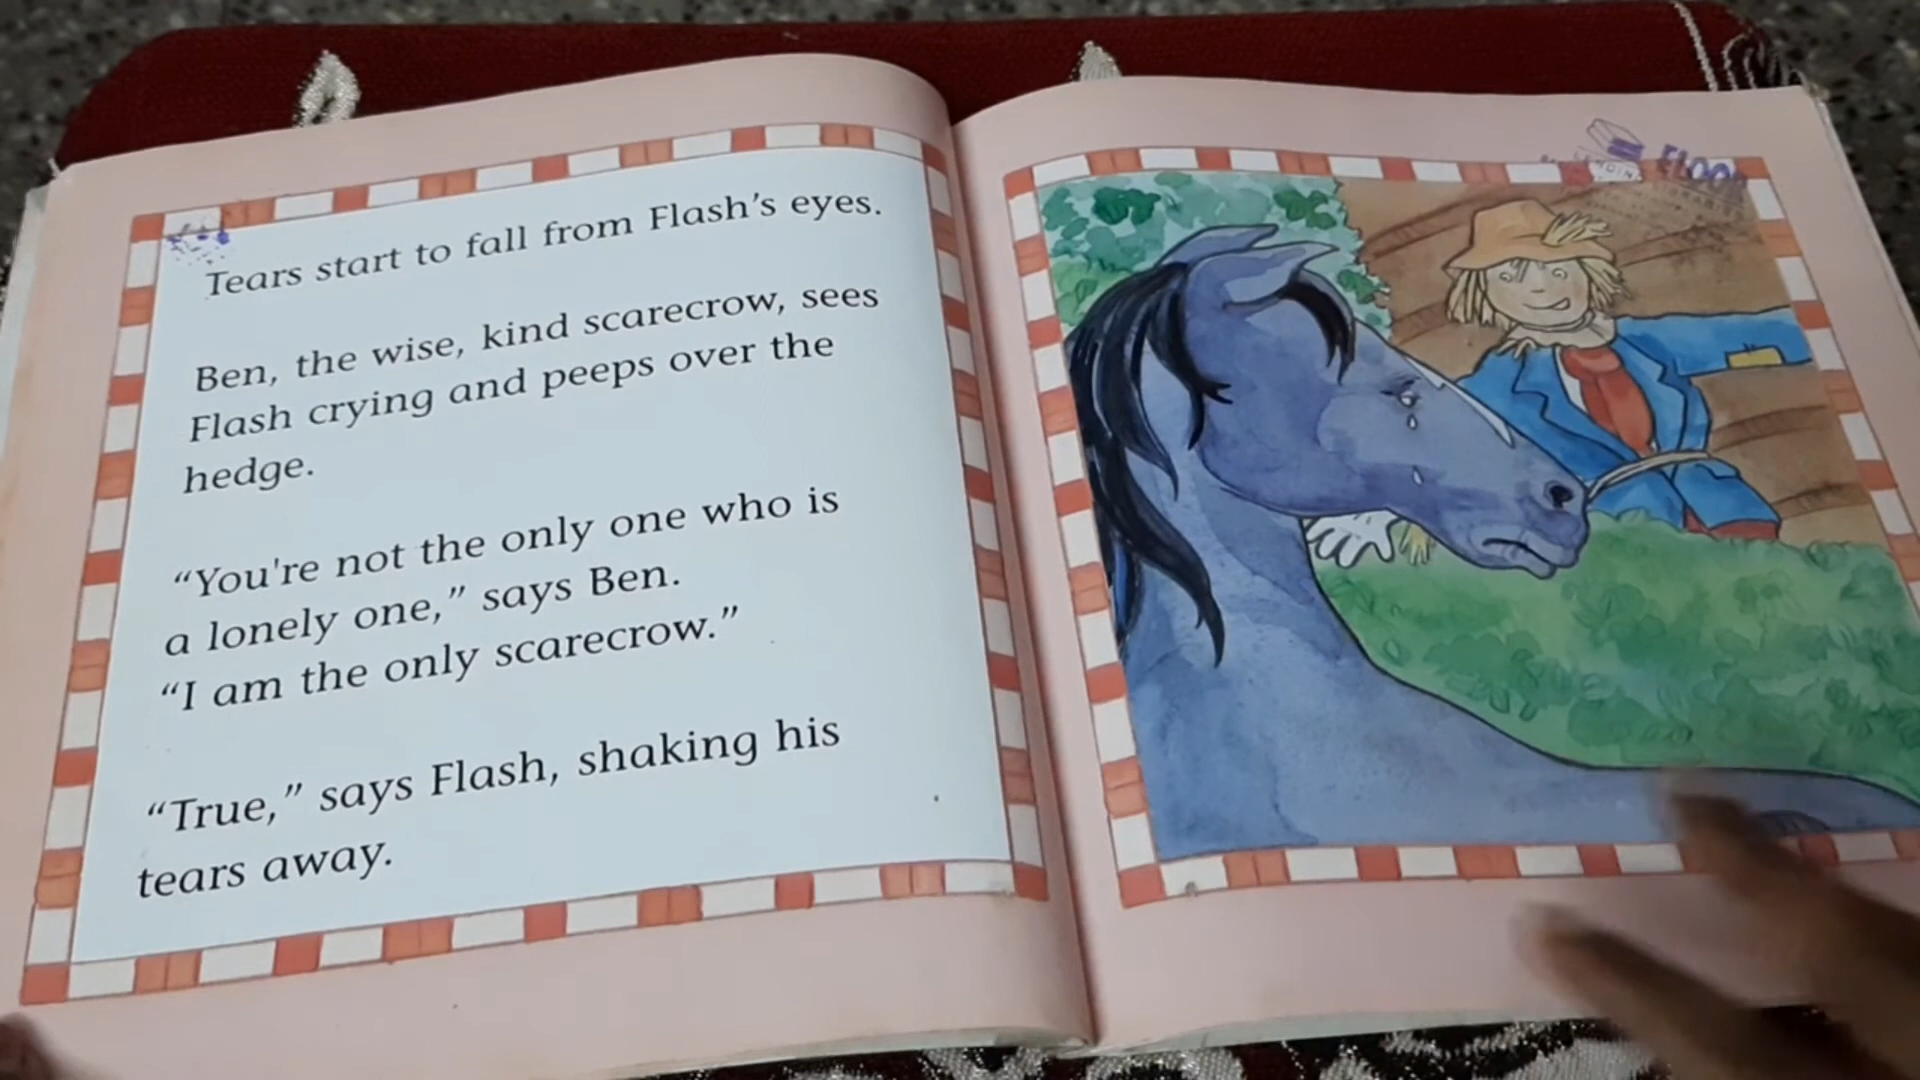 Tears start to fall from Flash's eyes.
Ben, the wise, kind scarecrow, sees
Flash crying and peeps over the
hedge.
“You're not the only one who is
a lonely one,” says Ben.
“I am the only scarecrow.”
“True,” says Flash, shaking his
tears away.